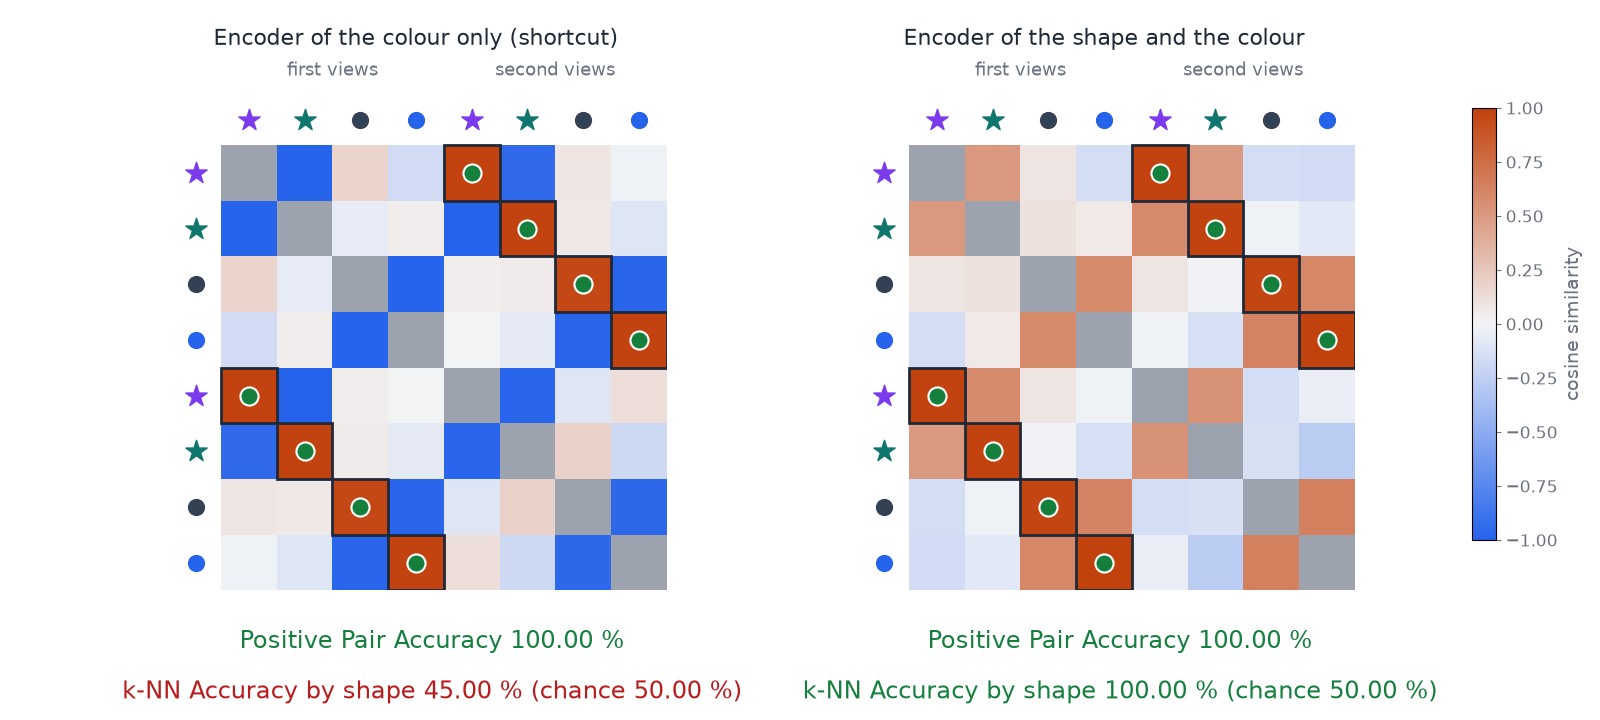 Encoder of the colour only (shortcut)
first views second views
Positive Pair Accuracy 100.00 %
k-NN Accuracy by shape 45.00 % (chance 50.00 %)
Encoder of the shape and the colour
first views second views
Positive Pair Accuracy 100.00 %
k-NN Accuracy by shape 100.00 % (chance 50.00 %)
1.00
0.75
0.50
0.25
0.00
−0.25
−0.50
−0.75
−1.00
cosine similarity